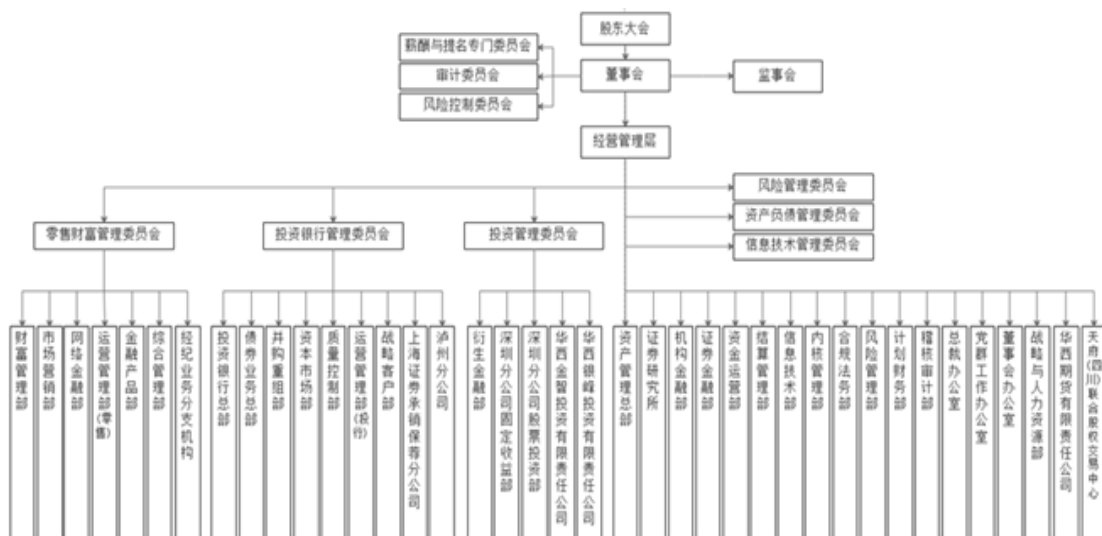 股东大会
薪酬与提名专门委员会
审计委员会
风险控制委员会
董事会
监事会
经营管理层
风险管理委员会
资产负债管理委员会
信息技术管理委员会
零售财富管理委员会
投资银行管理委员会
投资管理委员会
财富管理部
市场营销部
网络金融部
运营管理部(零售)
金融产品部
综合管理部
经纪业务分支机构
投资银行总部
债券业务总部
并购重组部
资本市场部
质量控制部
运营管理部(投行)
战略客户部
上海证券承销保荐分公司
泸州分公司
衍生金融部
深圳分公司固定收益部
深圳分公司股票投资部
华西金智投资有限责任公司
华西银峰投资有限责任公司
资产管理总部
证券研究所
机构金融部
证券金融部
资金运营部
结算管理部
信息技术部
内核管理部
合规法务部
风险管理部
计划财务部
稽核审计部
总裁办公室
党群工作办公室
董事会办公室
战略与人力资源部
华西期货有限责任公司
天府(四川)联合股权交易中心